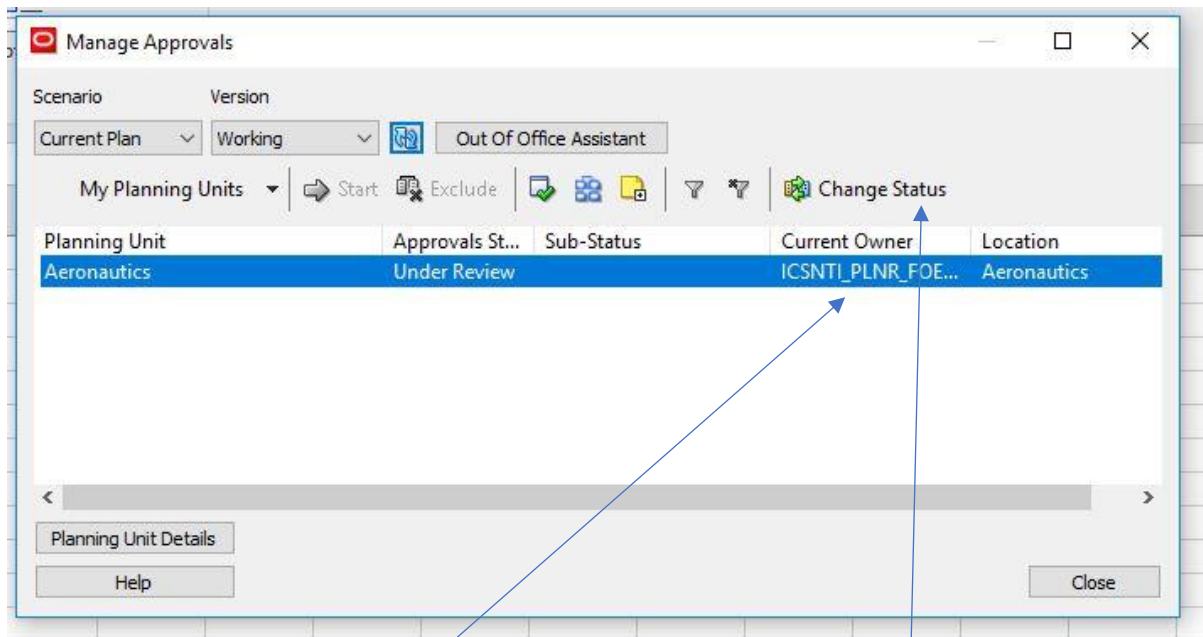 Manage Approvals
Scenario Version
Current Plan Working Out Of Office Assistant
My Planning Units Start Exclude Change Status
Planning Unit Approvals St... Sub-Status Current Owner Location
Aeronautics Under Review ICSNTI_PLNR_FOE... Aeronautics
Planning Unit Details
Help Close